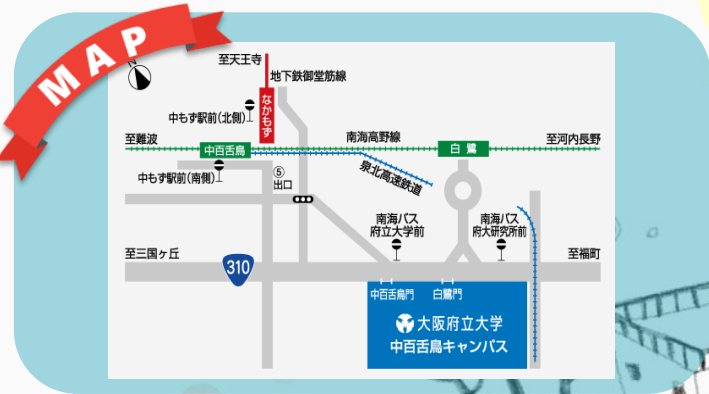 MAP
N
至天王寺
地下鉄御堂筋線
なかもず
中もず駅前(北側)
至難波
中百舌鳥
南海高野線
白鷺
至河内長野
中もず駅前(南側)
泉北高速鉄道
⑤
出口
南海バス
府立大学前
南海バス
府大研究所前
至三国ヶ丘
310
至福町
中百舌鳥門
白鷺門
大阪府立大学
中百舌鳥キャンパス